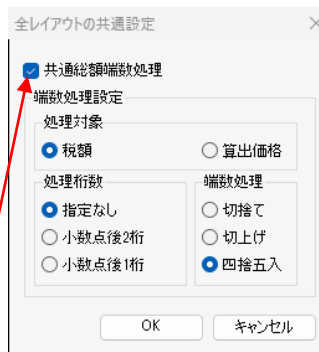 全レイアウトの共通設定
共通総額端数処理
端数処理設定
処理対象
税額 算出価格
処理桁数 端数処理
指定なし 切捨て
小数点後2桁 切上げ
小数点後1桁 四捨五入
OK キャンセル